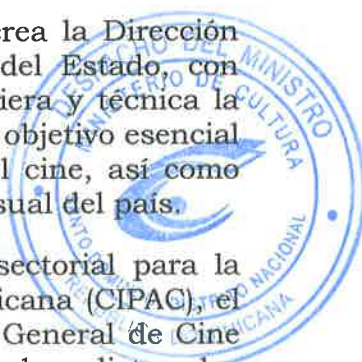 crea la Dirección
del Estado, con
iera y técnica la
objetivo esencial
l cine, así como
sual del país.
sectorial para la
icana (CIPAC), el
General de Cine
DESPACHO DEL MINISTRO
MINISTERIO DE CULTURA
NACIONAL